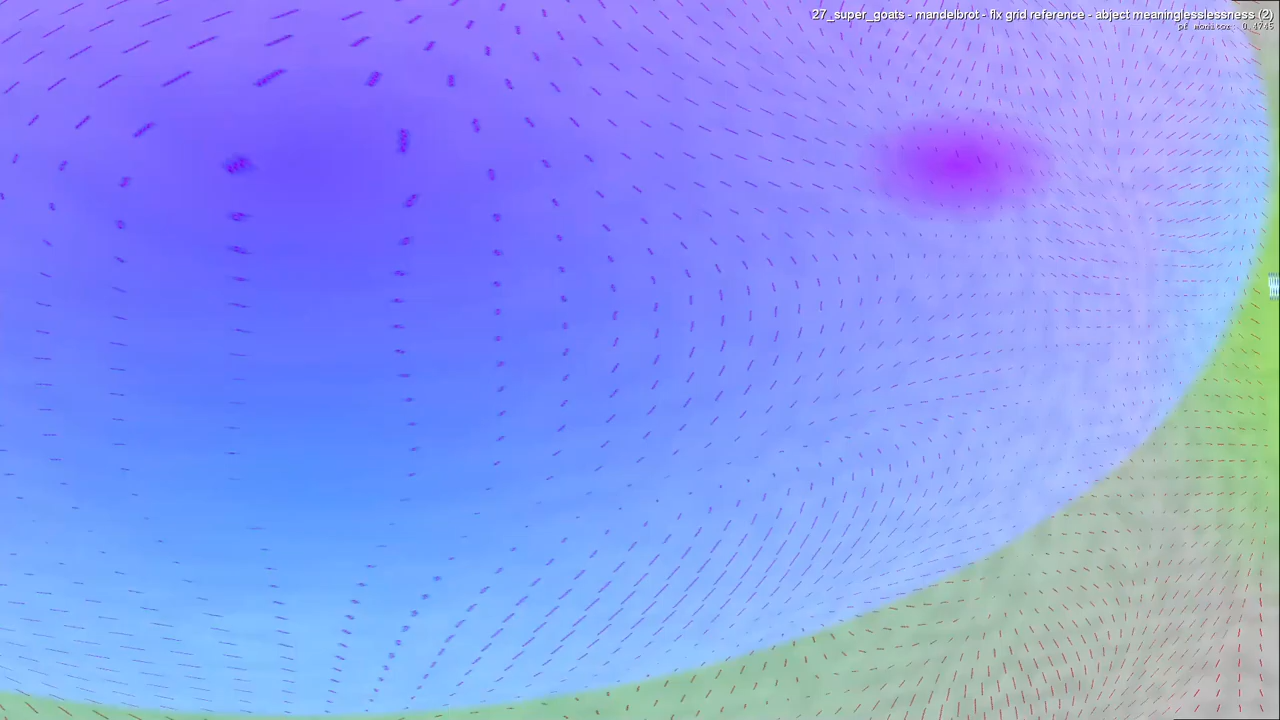 27_super_goats - mandelbrot - fix grid reference - abject meaninglesslessness (2)